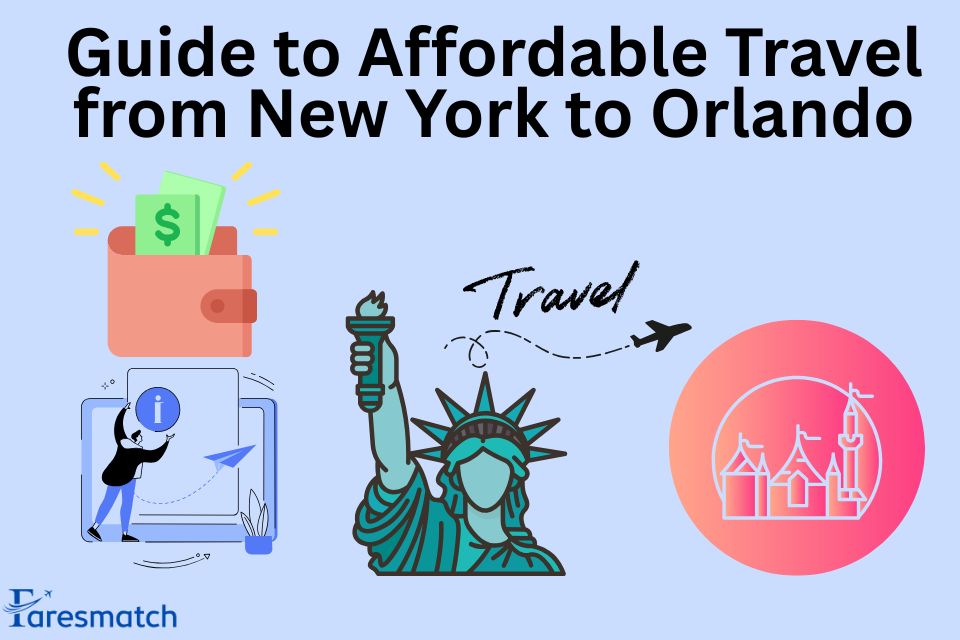 Guide to Affordable Travel
from New York to Orlando
$
Travel
i
Faresmatch